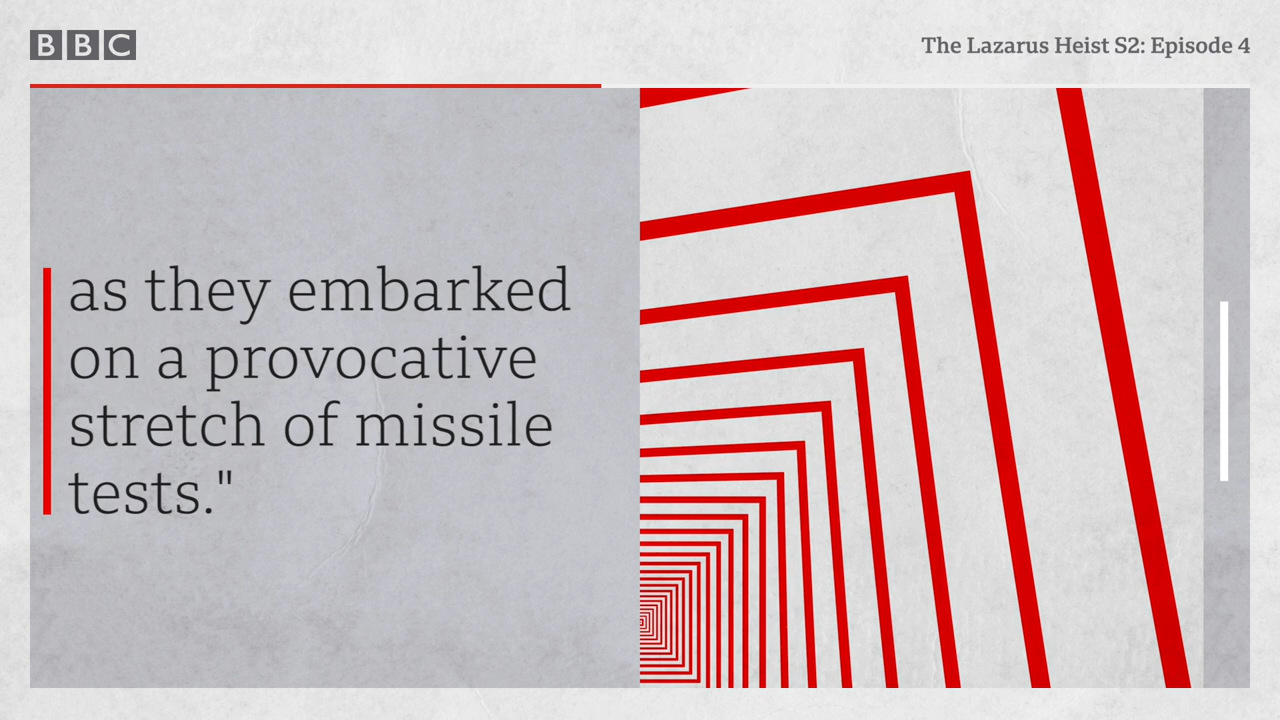 BBC
The Lazarus Heist S2: Episode 4
as they embarked
on a provocative
stretch of missile
tests."